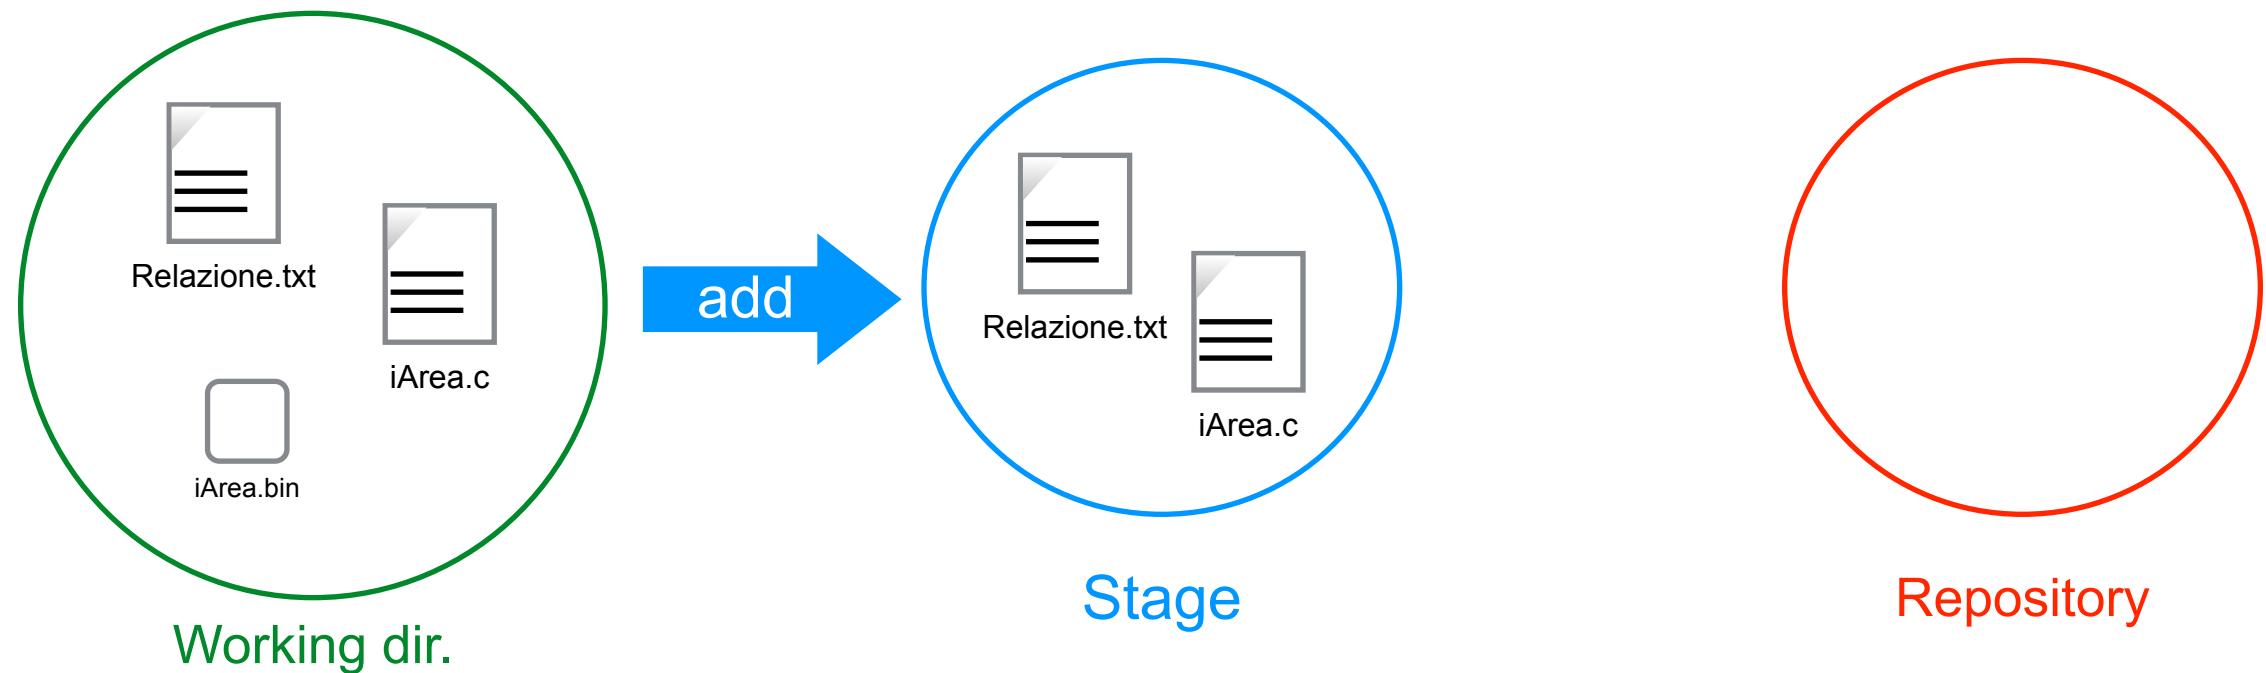 Relazione.txt
iArea.c
iArea.bin
Working dir.
add
Relazione.txt
iArea.c
Stage
Repository